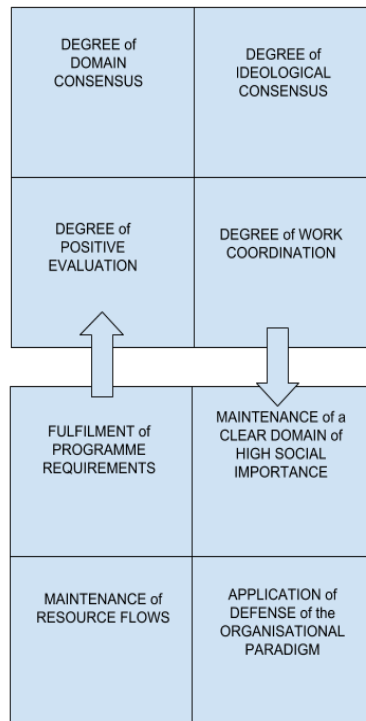 DEGREE of
DOMAIN
CONSENSUS
DEGREE of
IDEOLOGICAL
CONSENSUS
DEGREE of
POSITIVE
EVALUATION
DEGREE of WORK
COORDINATION
FULFILMENT of
PROGRAMME
REQUIREMENTS
MAINTENANCE of a
CLEAR DOMAIN of
HIGH SOCIAL
IMPORTANCE
MAINTENANCE of
RESOURCE FLOWS
APPLICATION of
DEFENSE of the
ORGANISATIONAL
PARADIGM